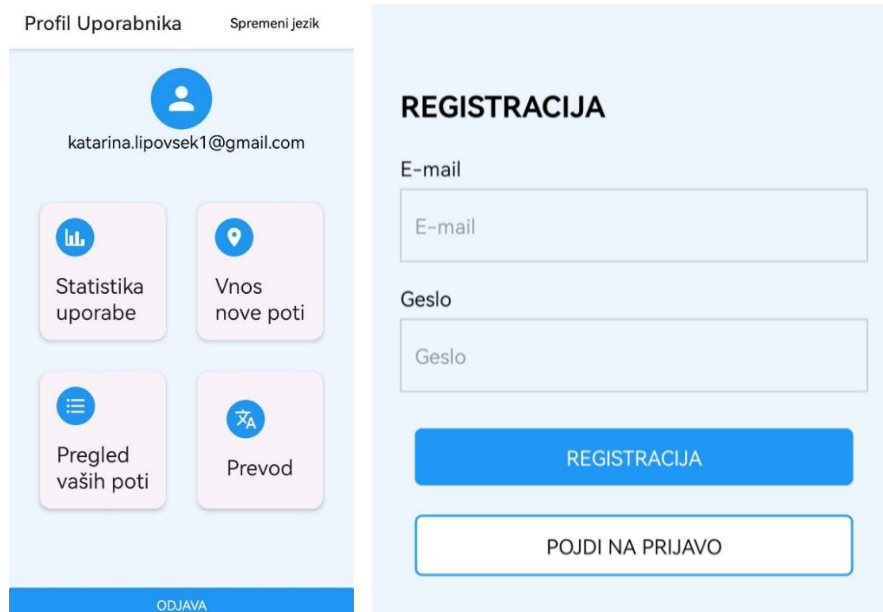 Profil Uporabnika
Spremeni jezik
katarina.lipovsek1@gmail.com
Statistika
uporabe
Vnos
nove poti
Pregled
vaših poti
Prevod
ODJAVA
REGISTRACIJA
E-mail
E-mail
Geslo
Geslo
REGISTRACIJA
POJDI NA PRIJAVO